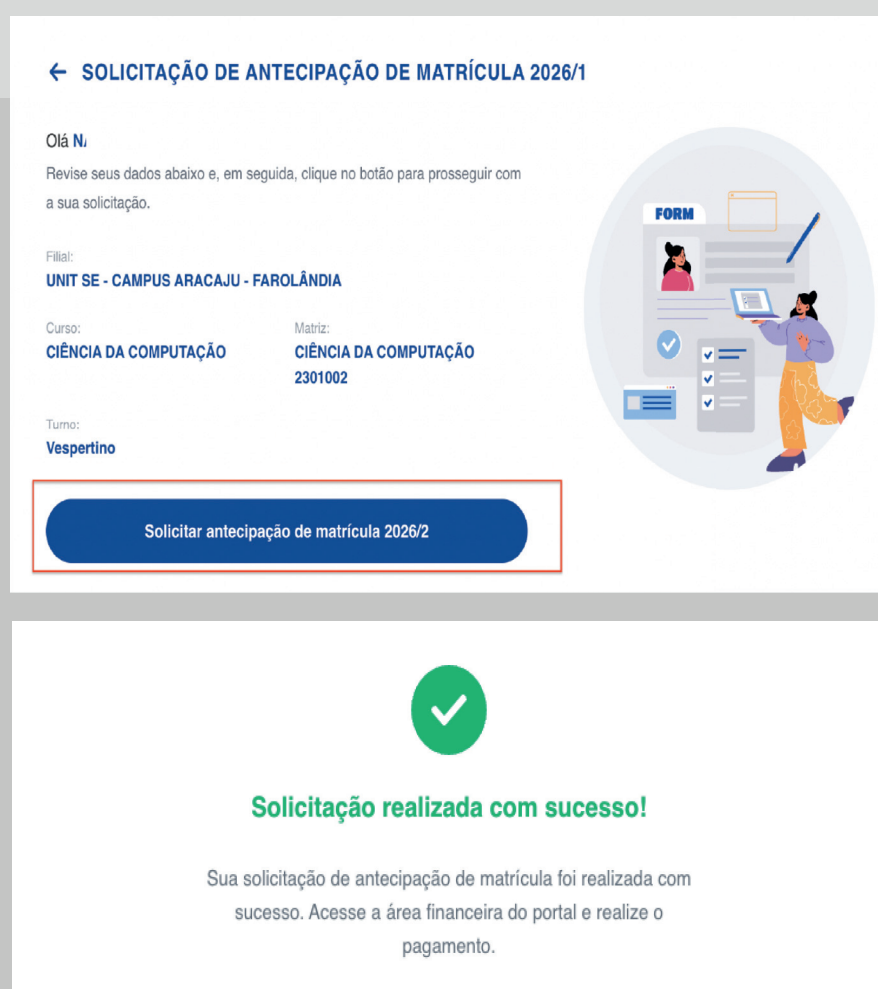 ← SOLICITAÇÃO DE ANTECIPAÇÃO DE MATRÍCULA 2026/1
Olá
Revise seus dados abaixo e, em seguida, clique no botão para prosseguir com
a sua solicitação.
Filial:
UNIT SE - CAMPUS ARACAJU - FAROLÂNDIA
Curso:
CIÊNCIA DA COMPUTAÇÃO
Matriz:
CIÊNCIA DA COMPUTAÇÃO
2301002
Turno:
Vespertino
Solicitar antecipação de matrícula 2026/2
FORM
Solicitação realizada com sucesso!
Sua solicitação de antecipação de matrícula foi realizada com
sucesso. Acesse a área financeira do portal e realize o
pagamento.